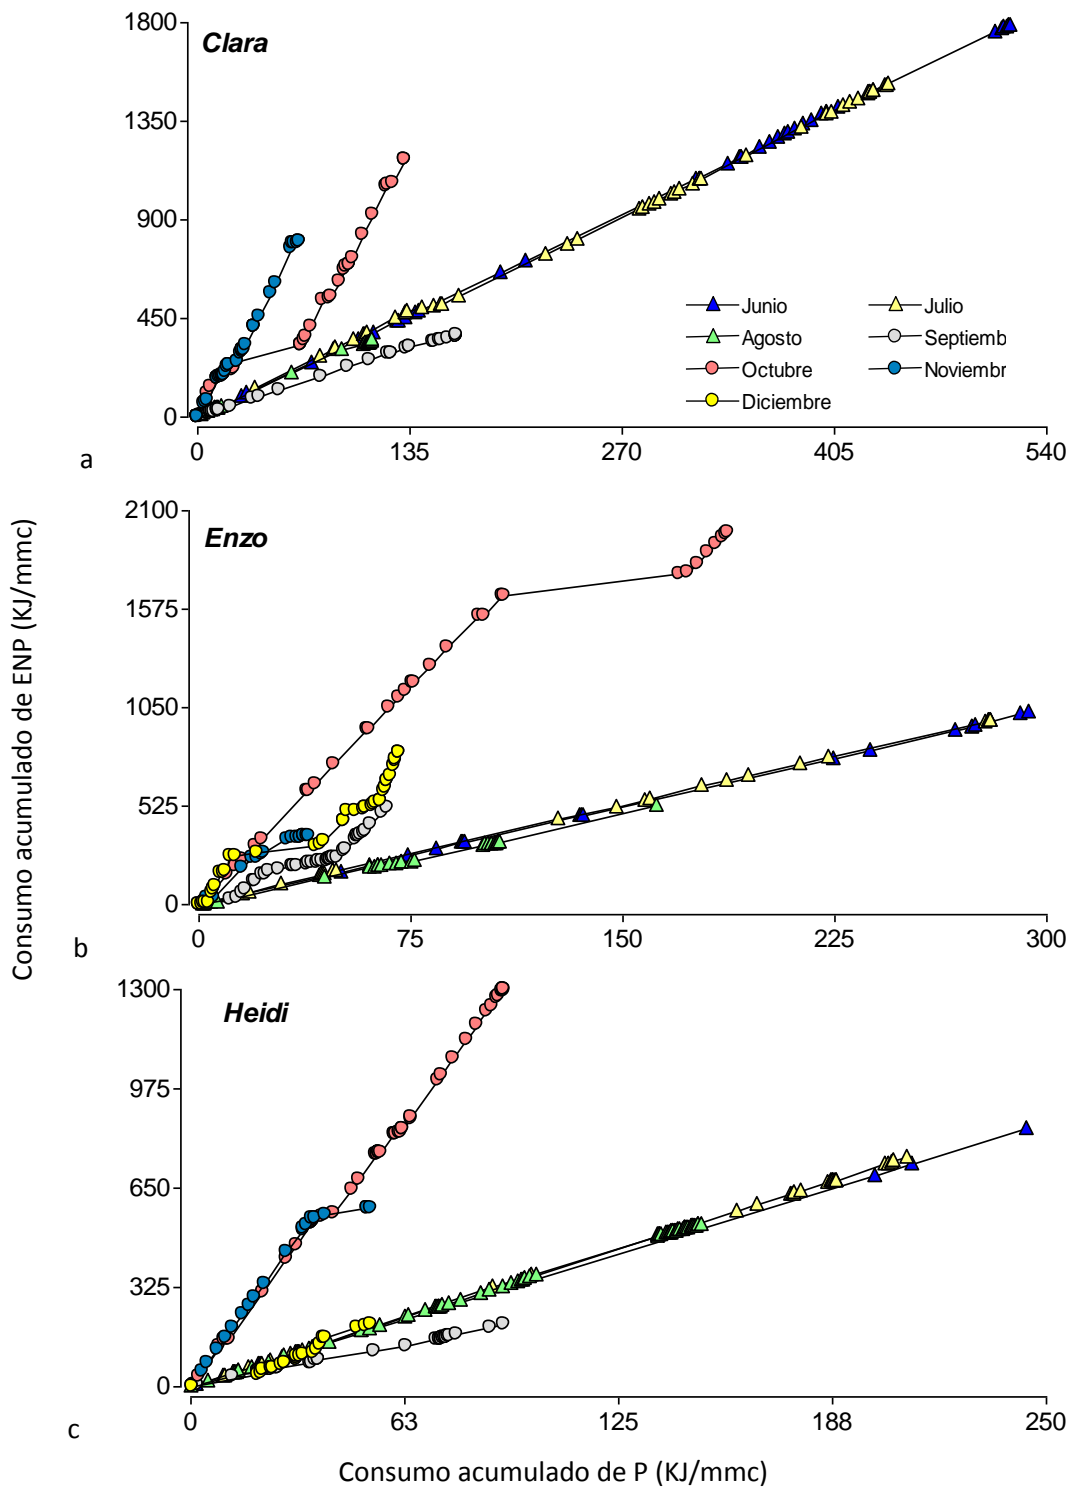 Clara
1800
1350
900
450
0
Junio
Julio
Agosto
Septiemb
Octubre
Noviembr
Diciembre
0 135 270 405 540
a
Consumo acumulado de ENP (KJ/mmc)
Enzo
2100
1575
1050
525
0
0 75 150 225 300
b
Heidi
1300
975
650
325
0
0 63 125 188 250
c
Consumo acumulado de P (KJ/mmc)